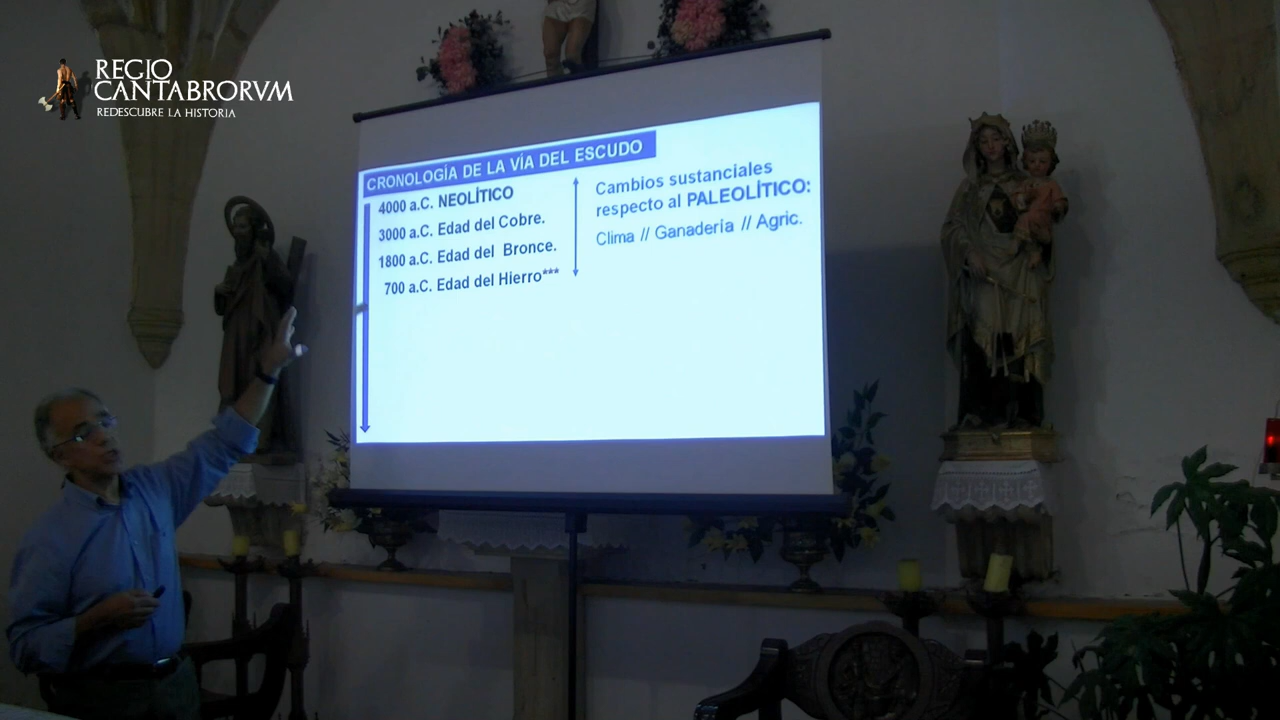 REGIO
CANTABRORVM
REDESCUBRE LA HISTORIA
CRONOLOGÍA DE LA VÍA DEL ESCUDO
4000 a.C. NEOLÍTICO
3000 a.C. Edad del Cobre.
1800 a.C. Edad del Bronce.
700 a.C. Edad del Hierro***
Cambios sustanciales
respecto al PALEOLÍTICO:
Clima // Ganadería // Agric.